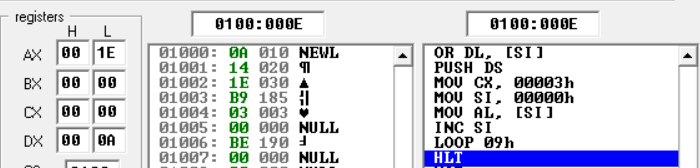 registers
H L
AX 00 1E
BX 00 00
CX 00 00
DX 00 0A
0100:000E
01000: 0A 010 NEWL
01001: 14 020 ¶
01002: 1E 030 ▲
01003: B9 185 ╣
01004: 03 003 ♥
01005: 00 000 NULL
01006: BE 190 ╛
01007: 00 000 NULL
0100:000E
OR DL, [SI]
PUSH DS
MOV CX, 00003h
MOV SI, 00000h
MOV AL, [SI]
INC SI
LOOP 09h
HLT